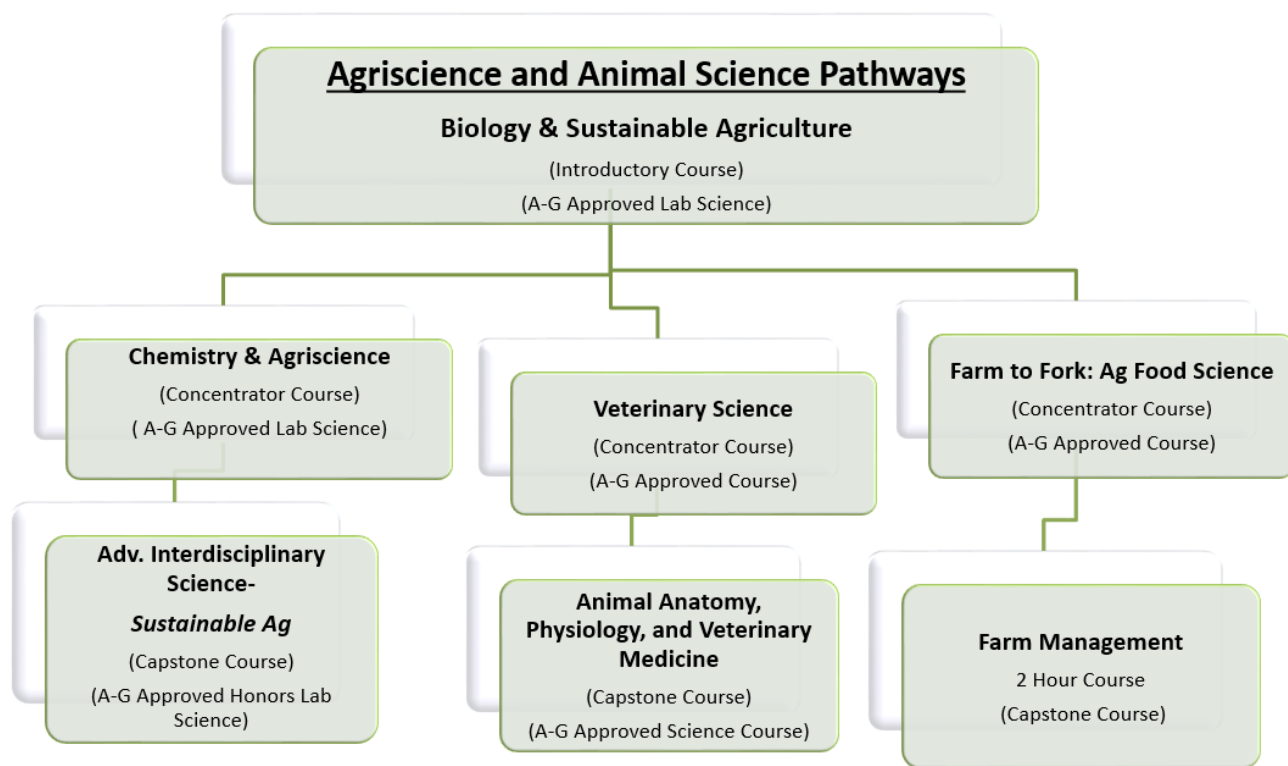 Agriscience and Animal Science Pathways
Biology & Sustainable Agriculture
(Introductory Course)
(A-G Approved Lab Science)
Chemistry & Agriscience
(Concentrator Course)
( A-G Approved Lab Science)
Veterinary Science
(Concentrator Course)
(A-G Approved Course)
Farm to Fork: Ag Food Science
(Concentrator Course)
(A-G Approved Course)
Adv. Interdisciplinary
Science-
Sustainable Ag
(Capstone Course)
(A-G Approved Honors Lab
Science)
Animal Anatomy,
Physiology, and Veterinary
Medicine
(Capstone Course)
(A-G Approved Science Course)
Farm Management
2 Hour Course
(Capstone Course)